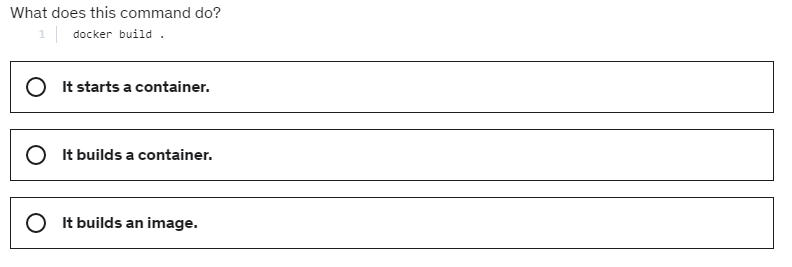 What does this command do?
1 docker build .
It starts a container.
It builds a container.
It builds an image.